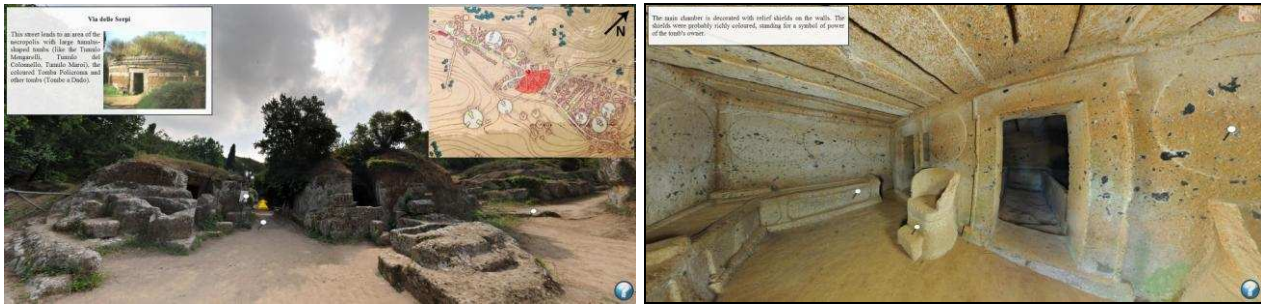 Via delle Serpi
This street leads to an area of the
necropolis with large tumulus-
shaped tombs (like the Tumulo
Mengarelli, Tumulo del
Colonnello, Tumulo Maroi), the
coloured Tomba Policroma and
other tombs (Tombe a Dado).
N
?
The main chamber is decorated with relief shields on the walls. The
shields were probably richly coloured, standing for a symbol of power
of the tomb's owner.
?